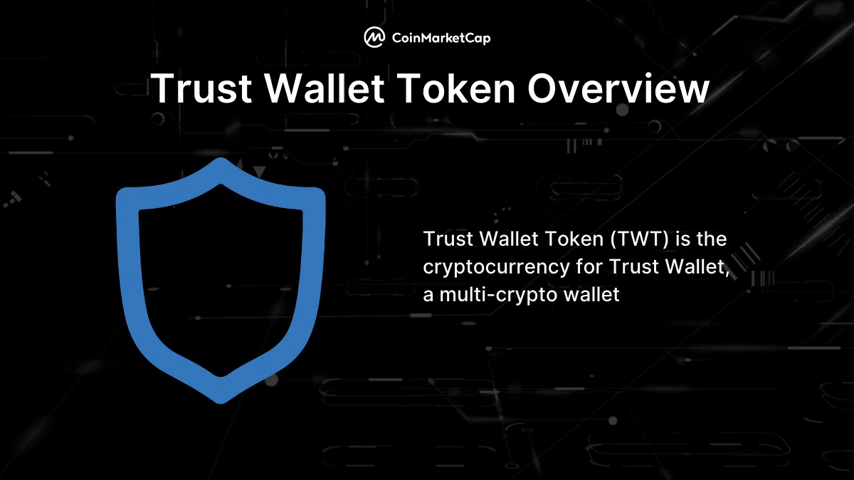 CoinMarketCap
Trust Wallet Token Overview
Trust Wallet Token (TWT) is the
cryptocurrency for Trust Wallet,
a multi-crypto wallet